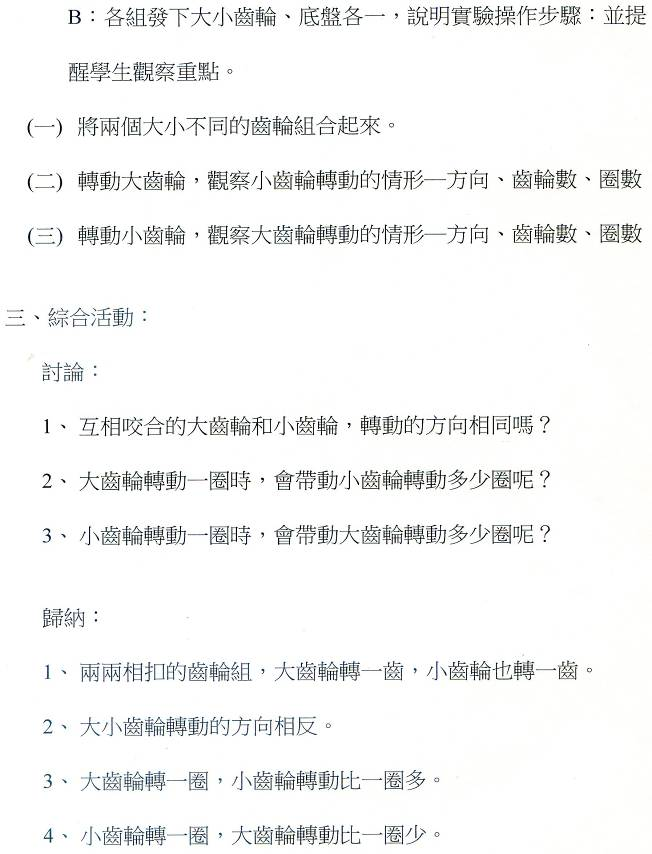 B：各組發下大小齒輪、底盤各一，說明實驗操作步驟：並提
醒學生觀察重點。
(一) 將兩個大小不同的齒輪組合起來。
(二) 轉動大齒輪，觀察小齒輪轉動的情形─方向、齒輪數、圈數
(三) 轉動小齒輪，觀察大齒輪轉動的情形─方向、齒輪數、圈數
三、綜合活動：
討論：
1、互相咬合的大齒輪和小齒輪，轉動的方向相同嗎？
2、大齒輪轉動一圈時，會帶動小齒輪轉動多少圈呢？
3、小齒輪轉動一圈時，會帶動大齒輪轉動多少圈呢？
歸納：
1、兩兩相扣的齒輪組，大齒輪轉一齒，小齒輪也轉一齒。
2、大小齒輪轉動的方向相反。
3、大齒輪轉一圈，小齒輪轉動比一圈多。
4、小齒輪轉一圈，大齒輪轉動比一圈少。